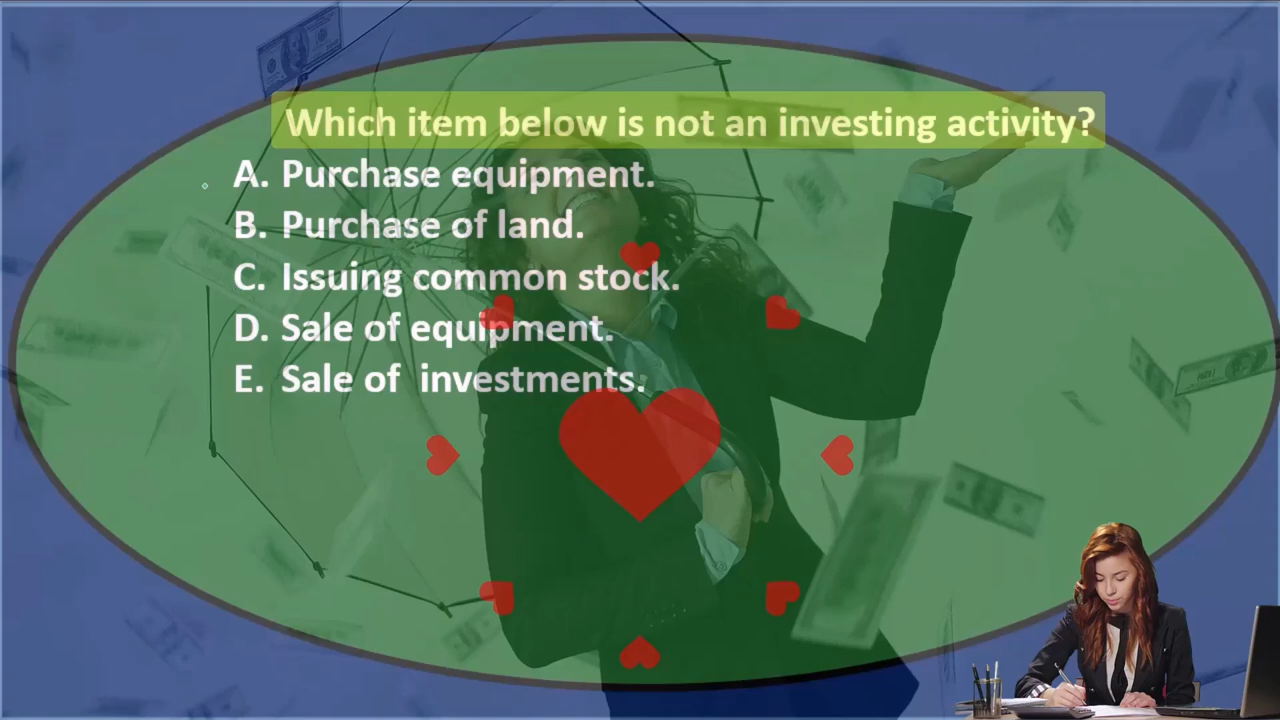 Which item below is not an investing activity?
A. Purchase equipment.
B. Purchase of land.
C. Issuing common stock.
D. Sale of equipment.
E. Sale of investments.